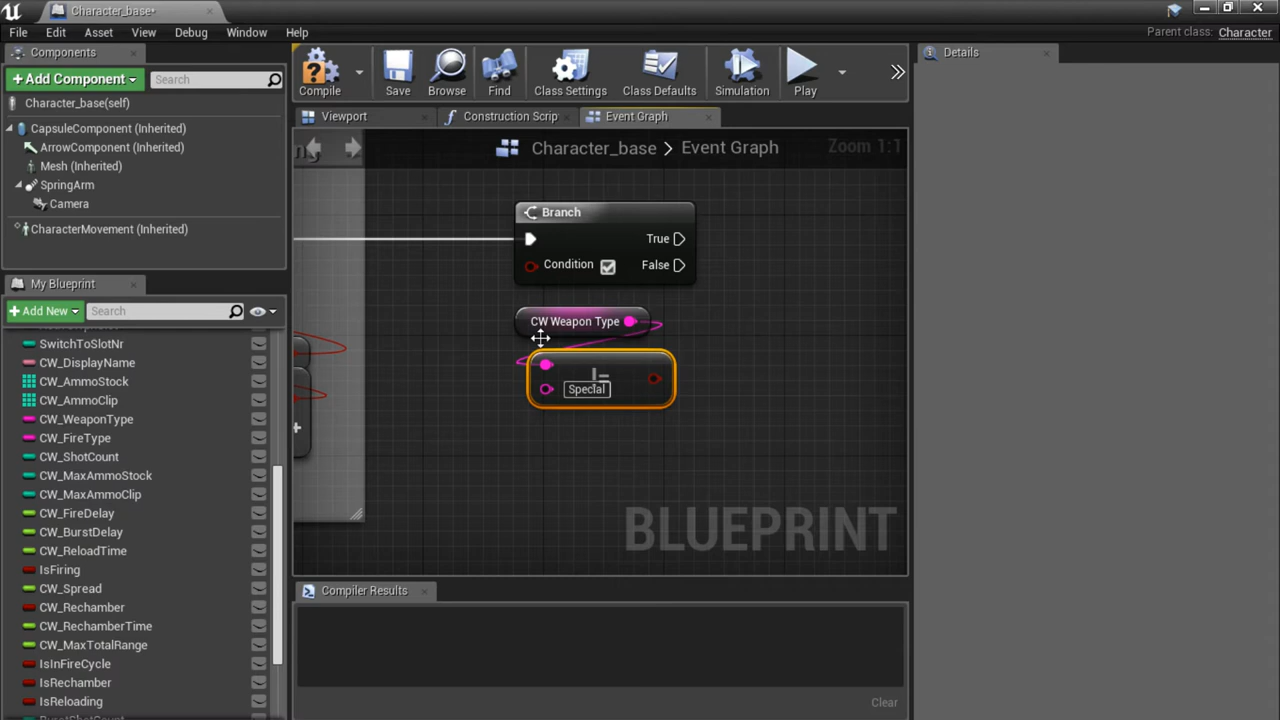 Character_base*
File Edit Asset View Debug Window Help
Parent class: Character
Components
+Add Component Search
Character_base(self)
CapsuleComponent (Inherited)
ArrowComponent (Inherited)
Mesh (Inherited)
SpringArm
Camera
CharacterMovement (Inherited)
My Blueprint
+Add New Search
SwitchToSlotNr
CW_DisplayName
CW_AmmoStock
CW_AmmoClip
CW_WeaponType
CW_FireType
CW_ShotCount
CW_MaxAmmoStock
CW_MaxAmmoClip
CW_FireDelay
CW_BurstDelay
CW_ReloadTime
IsFiring
CW_Spread
CW_Rechamber
CW_RechamberTime
CW_MaxTotalRange
IsInFireCycle
IsRechamber
IsReloading
Compile Save Browse Find Class Settings Class Defaults Simulation Play
Viewport Construction Scrip Event Graph
Character_base > Event Graph
Zoom 1:1
Branch
True
Condition False
CW Weapon Type
!=
Special
BLUEPRINT
Compiler Results
Clear
Details